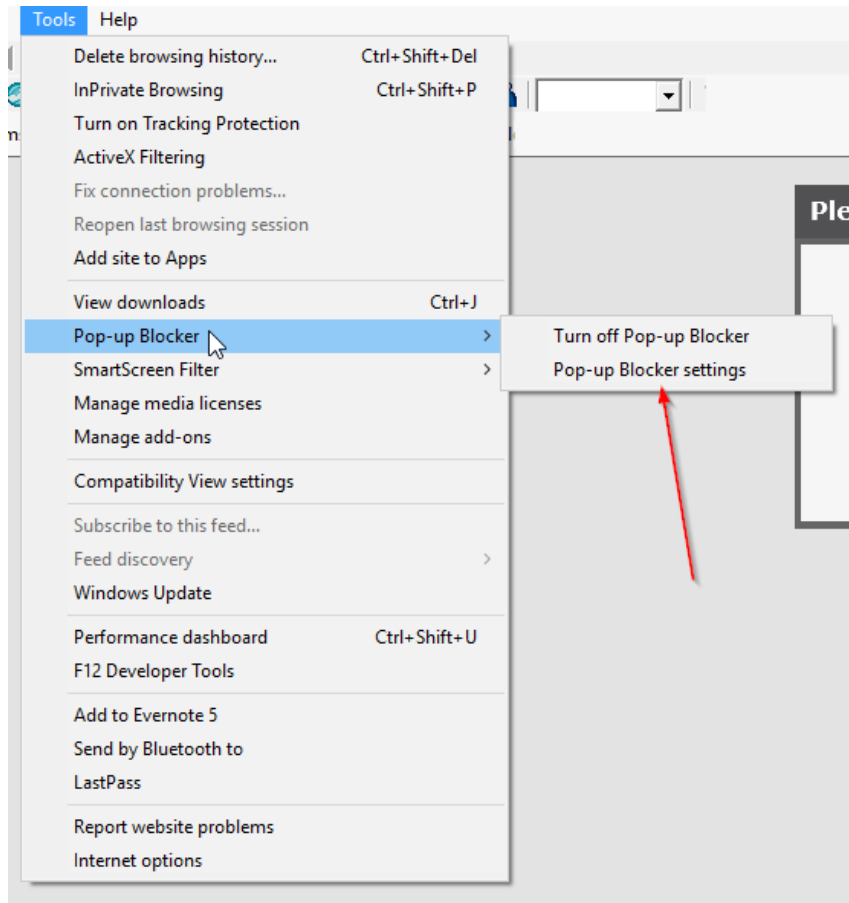 Tools Help
Delete browsing history... Ctrl+Shift+Del
InPrivate Browsing Ctrl+Shift+P
Turn on Tracking Protection
ActiveX Filtering
Fix connection problems...
Reopen last browsing session
Add site to Apps
Ple
View downloads Ctrl+J
Pop-up Blocker
Turn off Pop-up Blocker
SmartScreen Filter
Pop-up Blocker settings
Manage media licenses
Manage add-ons
Compatibility View settings
Subscribe to this feed...
Feed discovery
Windows Update
Performance dashboard Ctrl+Shift+U
F12 Developer Tools
Add to Evernote 5
Send by Bluetooth to
LastPass
Report website problems
Internet options